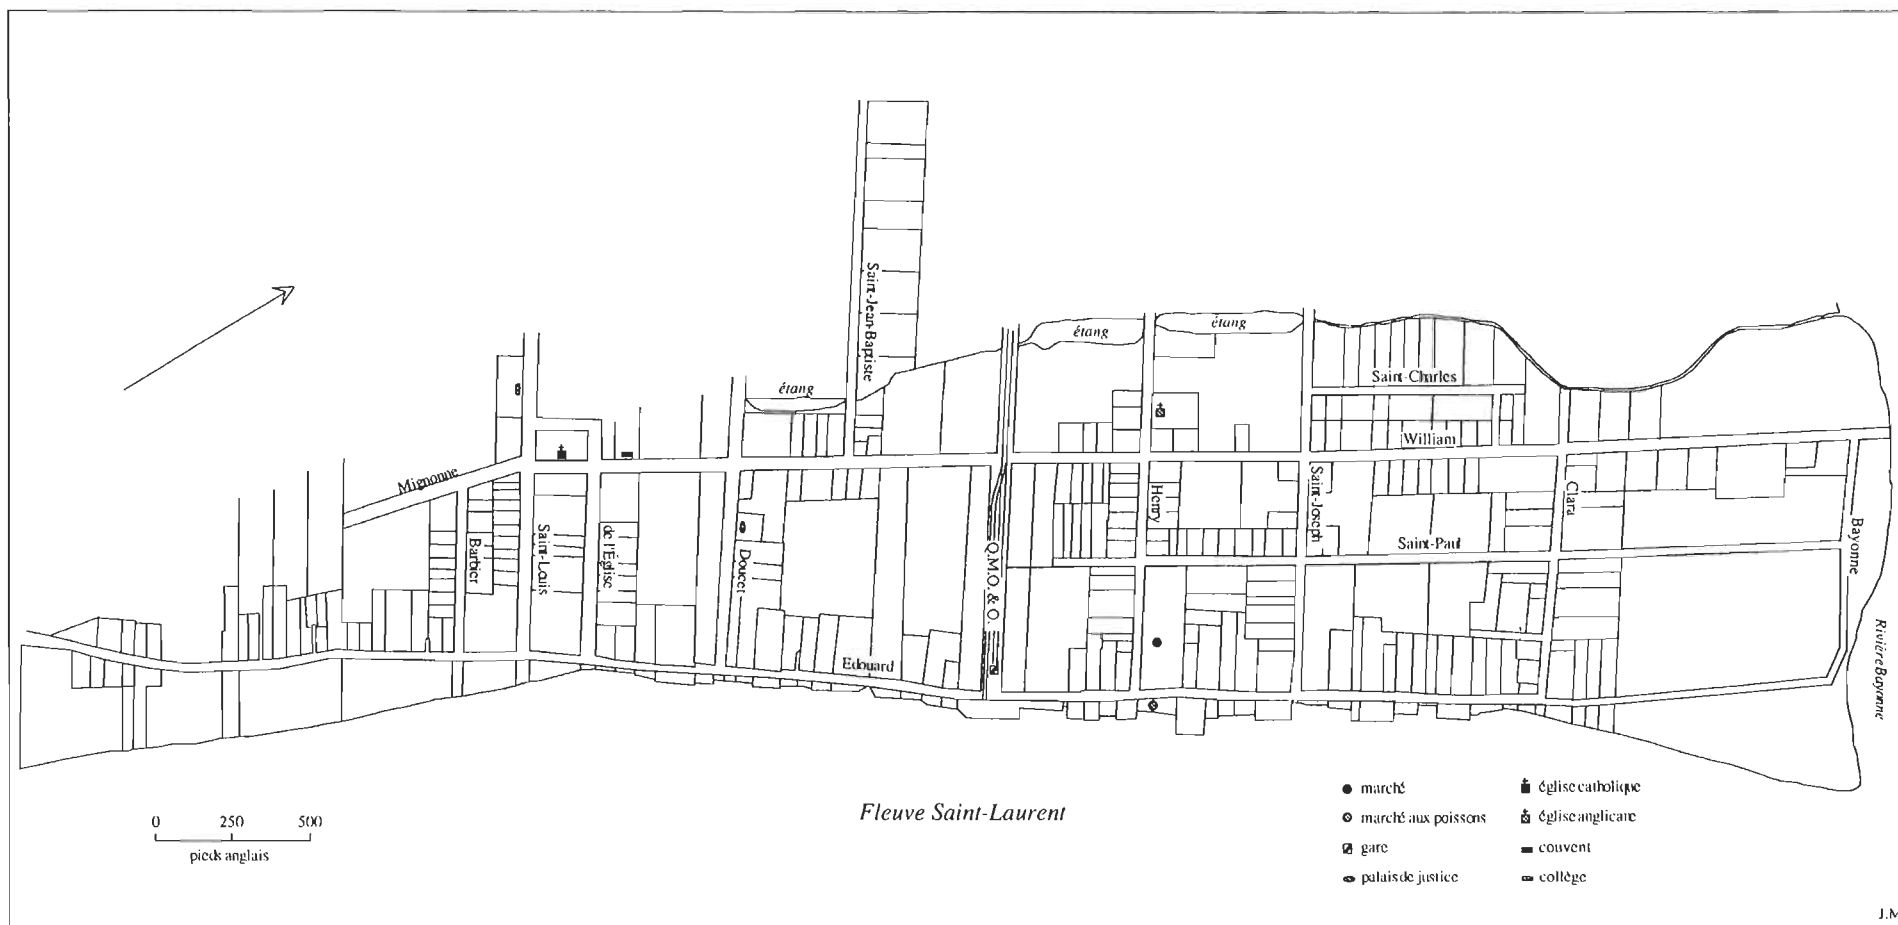 Saint-Jean-Baptiste
étang
étang
étang
Saint-Charles
William
Mignonne
Barbier
Saint-Louis
de l'Église
Doucet
Q.M.O. & O.
Henry
Saint-Joseph
Saint-Paul
Clara
Bayonne
Rivière Bayonne
Edouard
Fleuve Saint-Laurent
0 250 500
pieds anglais
marché
marché aux poissons
gare
palais de justice
église catholique
église anglicane
couvent
collège
J.M